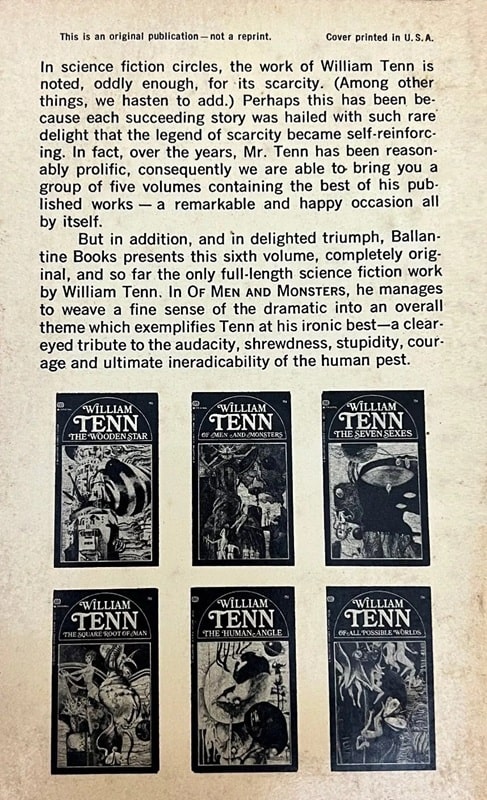 This is an original publication — not a reprint. Cover printed in U.S.A.
In science fiction circles, the work of William Tenn is
noted, oddly enough, for its scarcity. (Among other
things, we hasten to add.) Perhaps this has been be-
cause each succeeding story was hailed with such rare
delight that the legend of scarcity became self-reinforc-
ing. In fact, over the years, Mr. Tenn has been reason-
ably prolific, consequently we are able to bring you a
group of five volumes containing the best of his pub-
lished works — a remarkable and happy occasion all
by itself.
But in addition, and in delighted triumph, Ballan-
tine Books presents this sixth volume, completely orig-
inal, and so far the only full-length science fiction work
by William Tenn. In OF MEN AND MONSTERS, he manages
to weave a fine sense of the dramatic into an overall
theme which exemplifies Tenn at his ironic best—a clear-
eyed tribute to the audacity, shrewdness, stupidity, cour-
age and ultimate ineradicability of the human pest.
WILLIAM
TENN
THE WOODEN STAR
WILLIAM
TENN
OF MEN AND MONSTERS
WILLIAM
TENN
THE SEVEN SEXES
WILLIAM
TENN
THE SQUARE ROOT OF MAN
WILLIAM
TENN
THE HUMAN ANGLE
WILLIAM
TENN
OF ALL POSSIBLE WORLDS